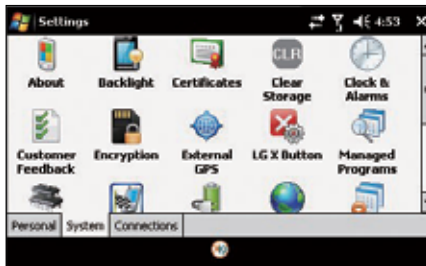 Settings 4:53
About Backlight Certificates Clear Storage Clock & Alarms
CLR
Customer Feedback Encryption External GPS LG X Button Managed Programs
Personal System Connections